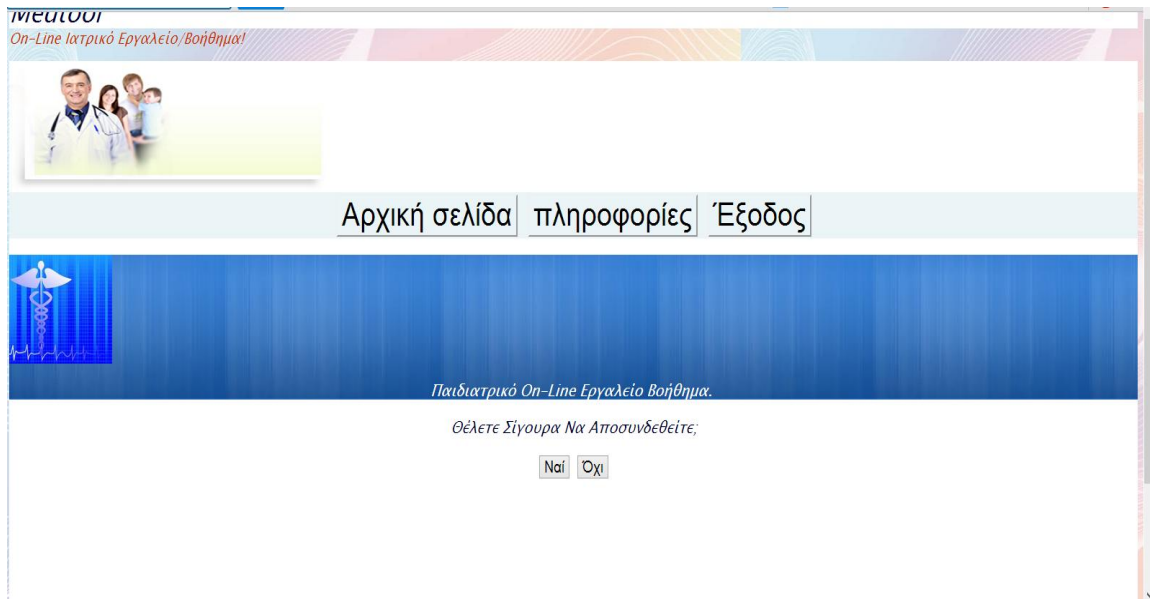 Medtool
On-Line Ιατρικό Εργαλείο/Βοήθημα!
Αρχική σελίδα πληροφορίες Έξοδος
Παιδιατρικό On-Line Εργαλείο Βοήθημα.
Θέλετε Σίγουρα Να Αποσυνδεθείτε;
Ναί Όχι